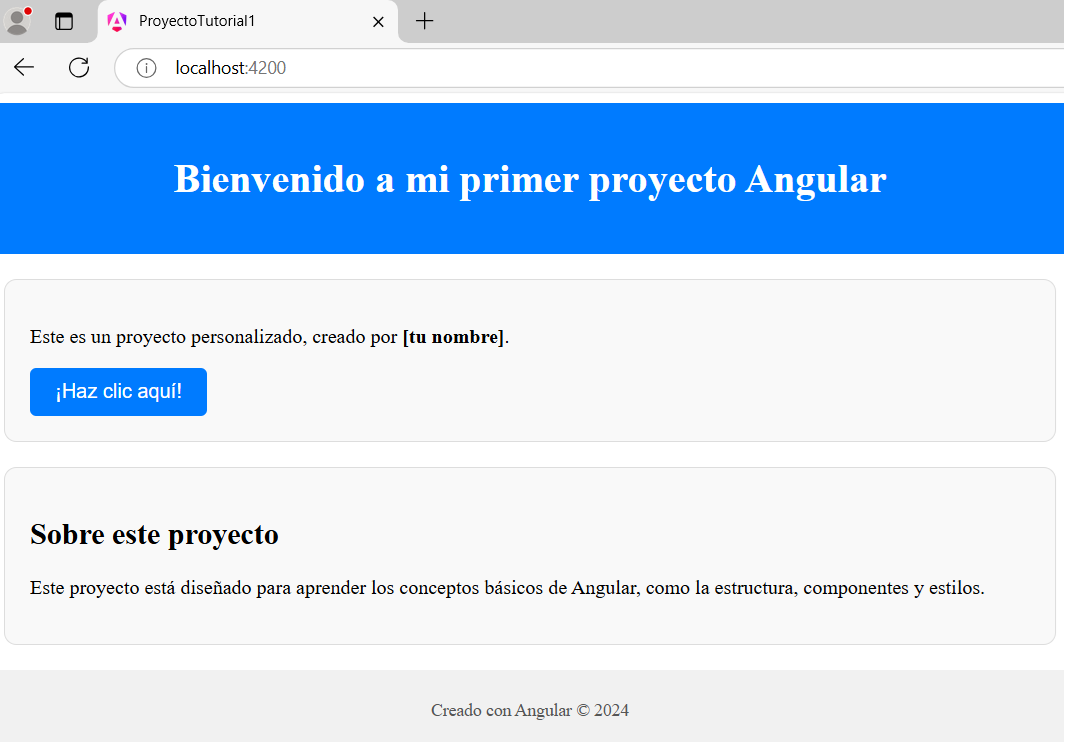 ProyectoTutorial1
localhost:4200
Bienvenido a mi primer proyecto Angular
Este es un proyecto personalizado, creado por [tu nombre].
¡Haz clic aquí!
Sobre este proyecto
Este proyecto está diseñado para aprender los conceptos básicos de Angular, como la estructura, componentes y estilos.
Creado con Angular © 2024